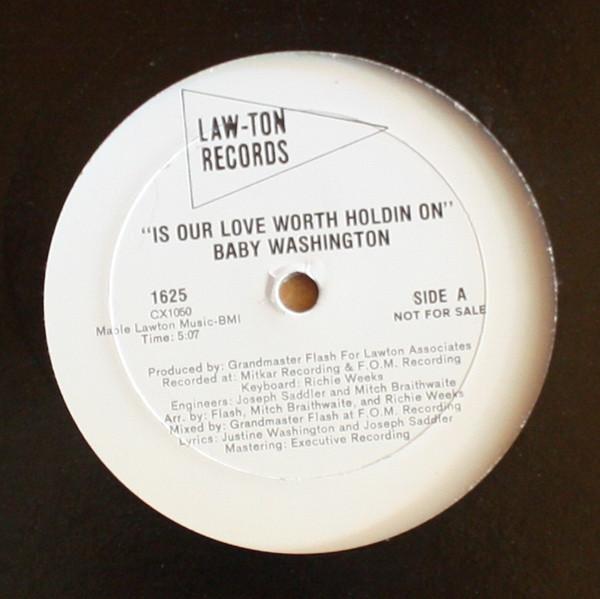 LAW-TON
RECORDS
"IS OUR LOVE WORTH HOLDIN ON"
BABY WASHINGTON
1625
CX1050
Maple Lawton Music-BMI
Time: 5:07
SIDE A
NOT FOR SALE
Produced by: Grandmaster Flash For Lawton Associates
Recorded at: Mitkar Recording & F.O.M. Recording
Keyboard: Richie Weeks
Engineers: Joseph Saddler and Mitch Braithwaite
Arr. by: Flash, Mitch Braithwaite, and Richie Weeks
Mixed by: Grandmaster Flash at F.O.M. Recording
Lyrics: Justine Washington and Joseph Saddler
Mastering: Executive Recording